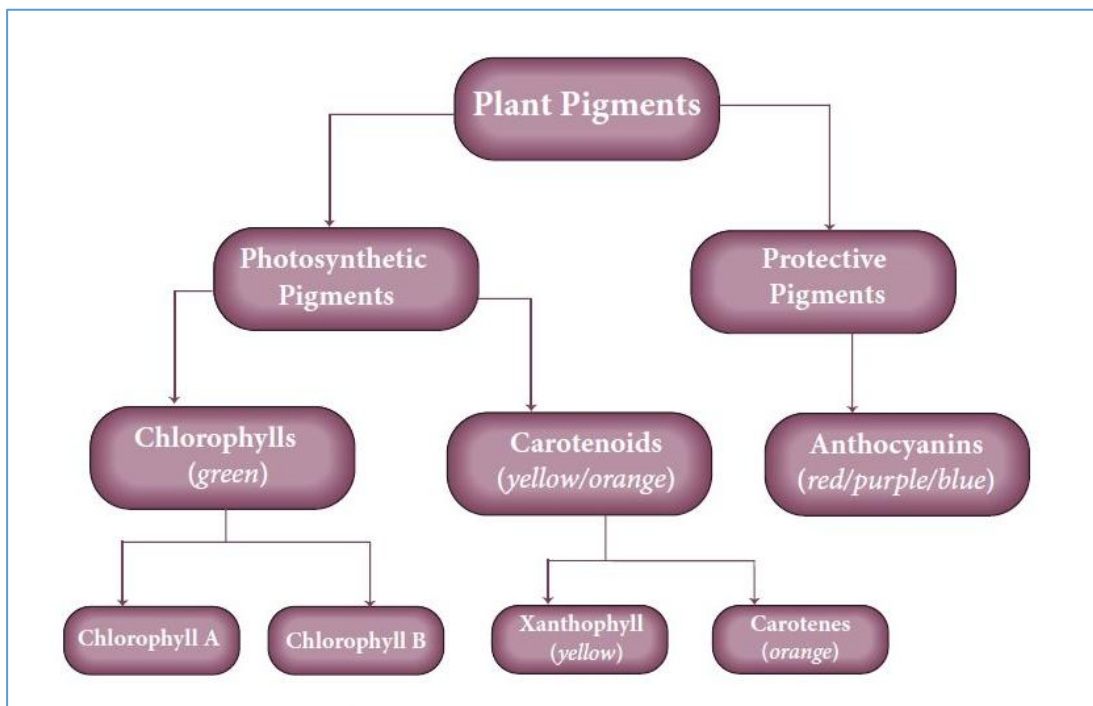 Plant Pigments
Photosynthetic
Pigments
Protective
Pigments
Chlorophylls
(green)
Carotenoids
(yellow/orange)
Anthocyanins
(red/purple/blue)
Chlorophyll A
Chlorophyll B
Xanthophyll
(yellow)
Carotenes
(orange)